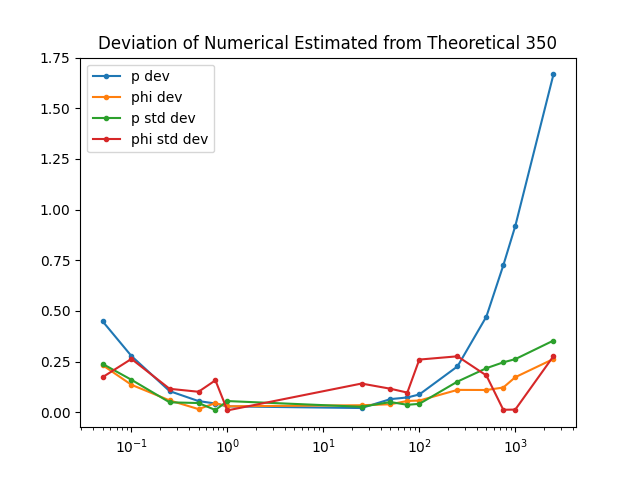 Deviation of Numerical Estimated from Theoretical 350
1.75
1.50
1.25
1.00
0.75
0.50
0.25
0.00
p dev
phi dev
p std dev
phi std dev
10⁻¹ 10⁰ 10¹ 10² 10³